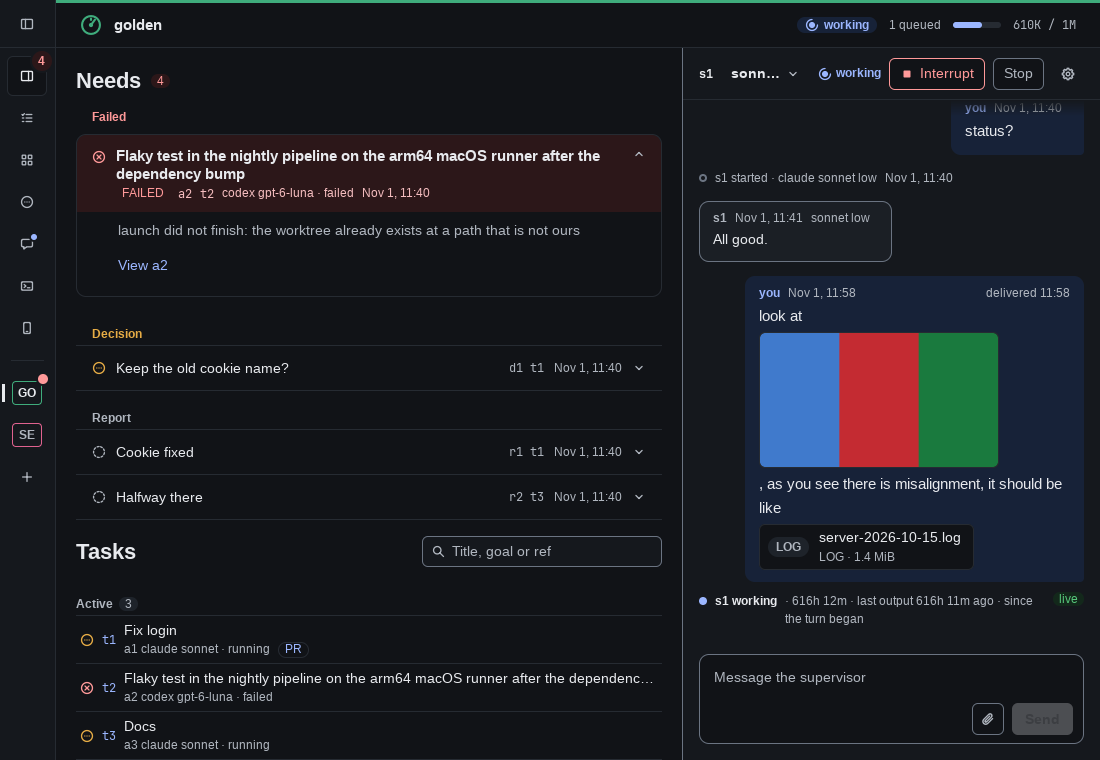 golden
working
1 queued
610K / 1M
4
GO
SE
Needs 4
Failed
Flaky test in the nightly pipeline on the arm64 macOS runner after the
dependency bump
FAILED a2 t2 codex gpt-6-luna · failed Nov 1, 11:40
launch did not finish: the worktree already exists at a path that is not ours
View a2
Decision
Keep the old cookie name? d1 t1 Nov 1, 11:40
Report
Cookie fixed r1 t1 Nov 1, 11:40
Halfway there r2 t3 Nov 1, 11:40
Tasks
Title, goal or ref
Active 3
t1 Fix login
a1 claude sonnet · running PR
t2 Flaky test in the nightly pipeline on the arm64 macOS runner after the dependenc…
a2 codex gpt-6-luna · failed
t3 Docs
a3 claude sonnet · running
s1 sonn… working Interrupt Stop
you Nov 1, 11:40
status?
s1 started · claude sonnet low Nov 1, 11:40
s1 Nov 1, 11:41 sonnet low
All good.
you Nov 1, 11:58 delivered 11:58
look at
, as you see there is misalignment, it should be
like
LOG server-2026-10-15.log
LOG · 1.4 MiB
s1 working · 616h 12m · last output 616h 11m ago · since live
the turn began
Message the supervisor
Send